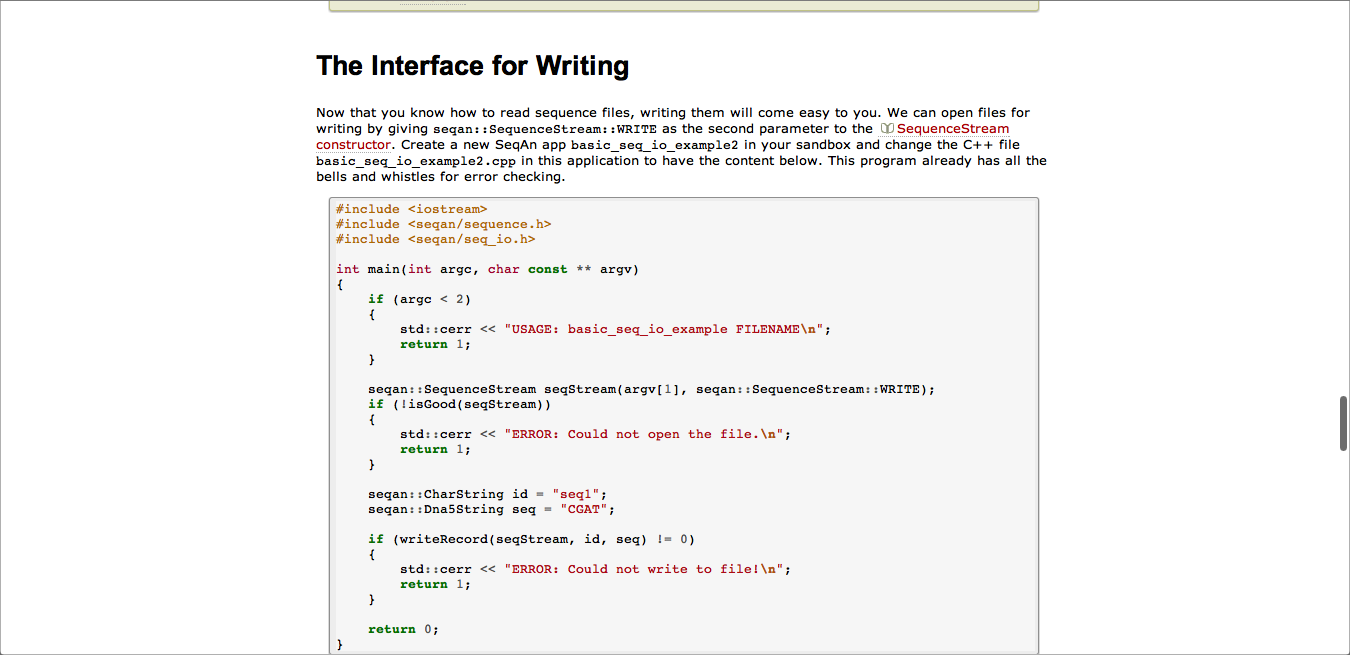 The Interface for Writing
Now that you know how to read sequence files, writing them will come easy to you. We can open files for
writing by giving seqan::SequenceStream::WRITE as the second parameter to the SequenceStream
constructor. Create a new SeqAn app basic_seq_io_example2 in your sandbox and change the C++ file
basic_seq_io_example2.cpp in this application to have the content below. This program already has all the
bells and whistles for error checking.
#include <iostream>
#include <seqan/sequence.h>
#include <seqan/seq_io.h>
int main(int argc, char const ** argv)
{
    if (argc < 2)
    {
        std::cerr << "USAGE: basic_seq_io_example FILENAME\n";
        return 1;
    }
    seqan::SequenceStream seqStream(argv[1], seqan::SequenceStream::WRITE);
    if (!isGood(seqStream))
    {
        std::cerr << "ERROR: Could not open the file.\n";
        return 1;
    }
    seqan::CharString id = "seq1";
    seqan::Dna5String seq = "CGAT";
    if (writeRecord(seqStream, id, seq) != 0)
    {
        std::cerr << "ERROR: Could not write to file!\n";
        return 1;
    }
    return 0;
}